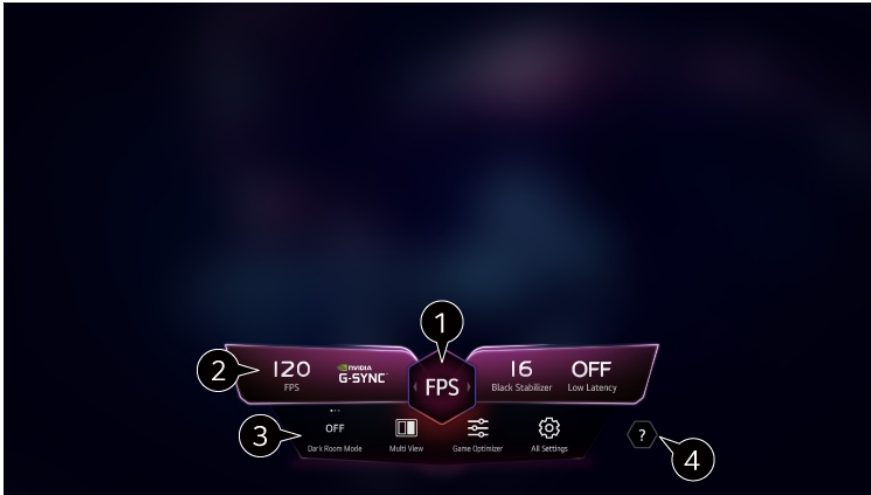 1
2
120
FPS
NVIDIA
G-SYNC
FPS
16
Black Stabilizer
OFF
Low Latency
3
OFF
Dark Room Mode
Multi View
Game Optimizer
All Settings
?
4